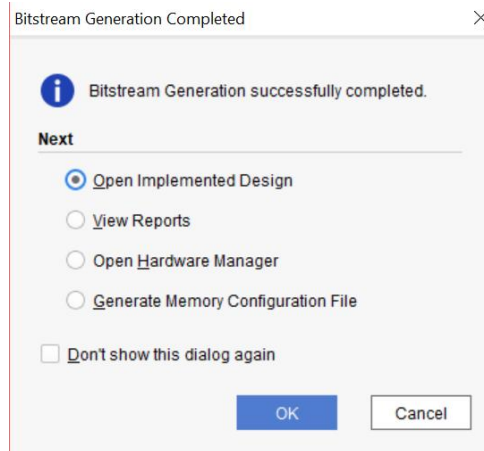 Bitstream Generation Completed
Bitstream Generation successfully completed.
Next
Open Implemented Design
View Reports
Open Hardware Manager
Generate Memory Configuration File
Don't show this dialog again
OK
Cancel